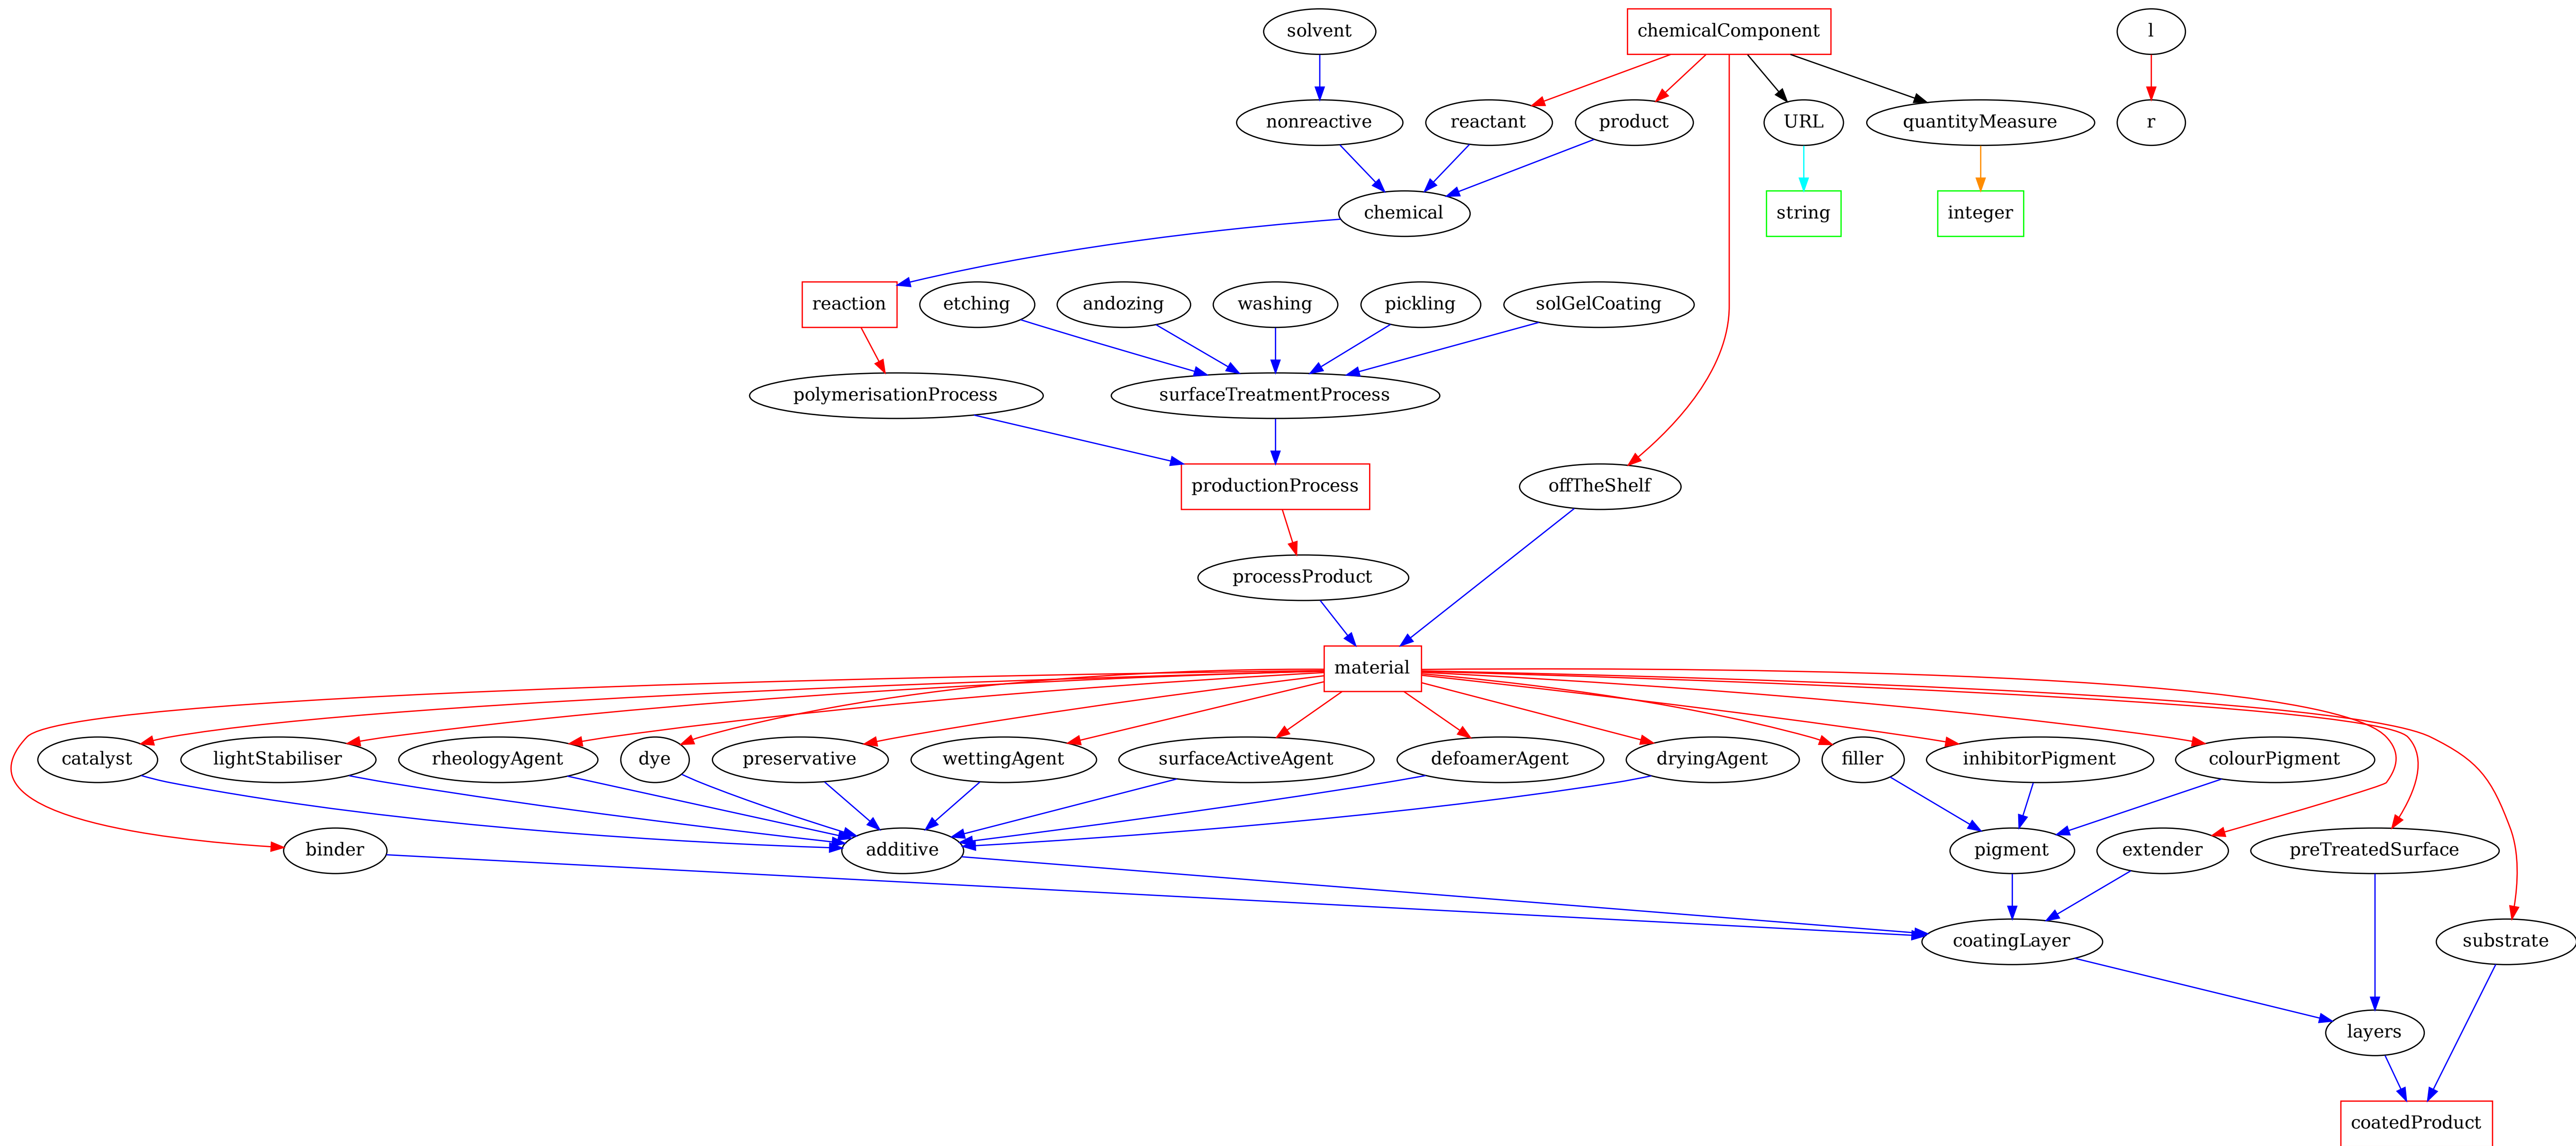 solvent
chemicalComponent
l
nonreactive
reactant
product
URL
quantityMeasure
r
chemical
string
integer
reaction
etching
andozing
washing
pickling
solGelCoating
polymerisationProcess
surfaceTreatmentProcess
productionProcess
offTheShelf
processProduct
material
catalyst
lightStabiliser
rheologyAgent
dye
preservative
wettingAgent
surfaceActiveAgent
defoamerAgent
dryingAgent
filler
inhibitorPigment
colourPigment
binder
additive
pigment
extender
preTreatedSurface
coatingLayer
substrate
layers
coatedProduct